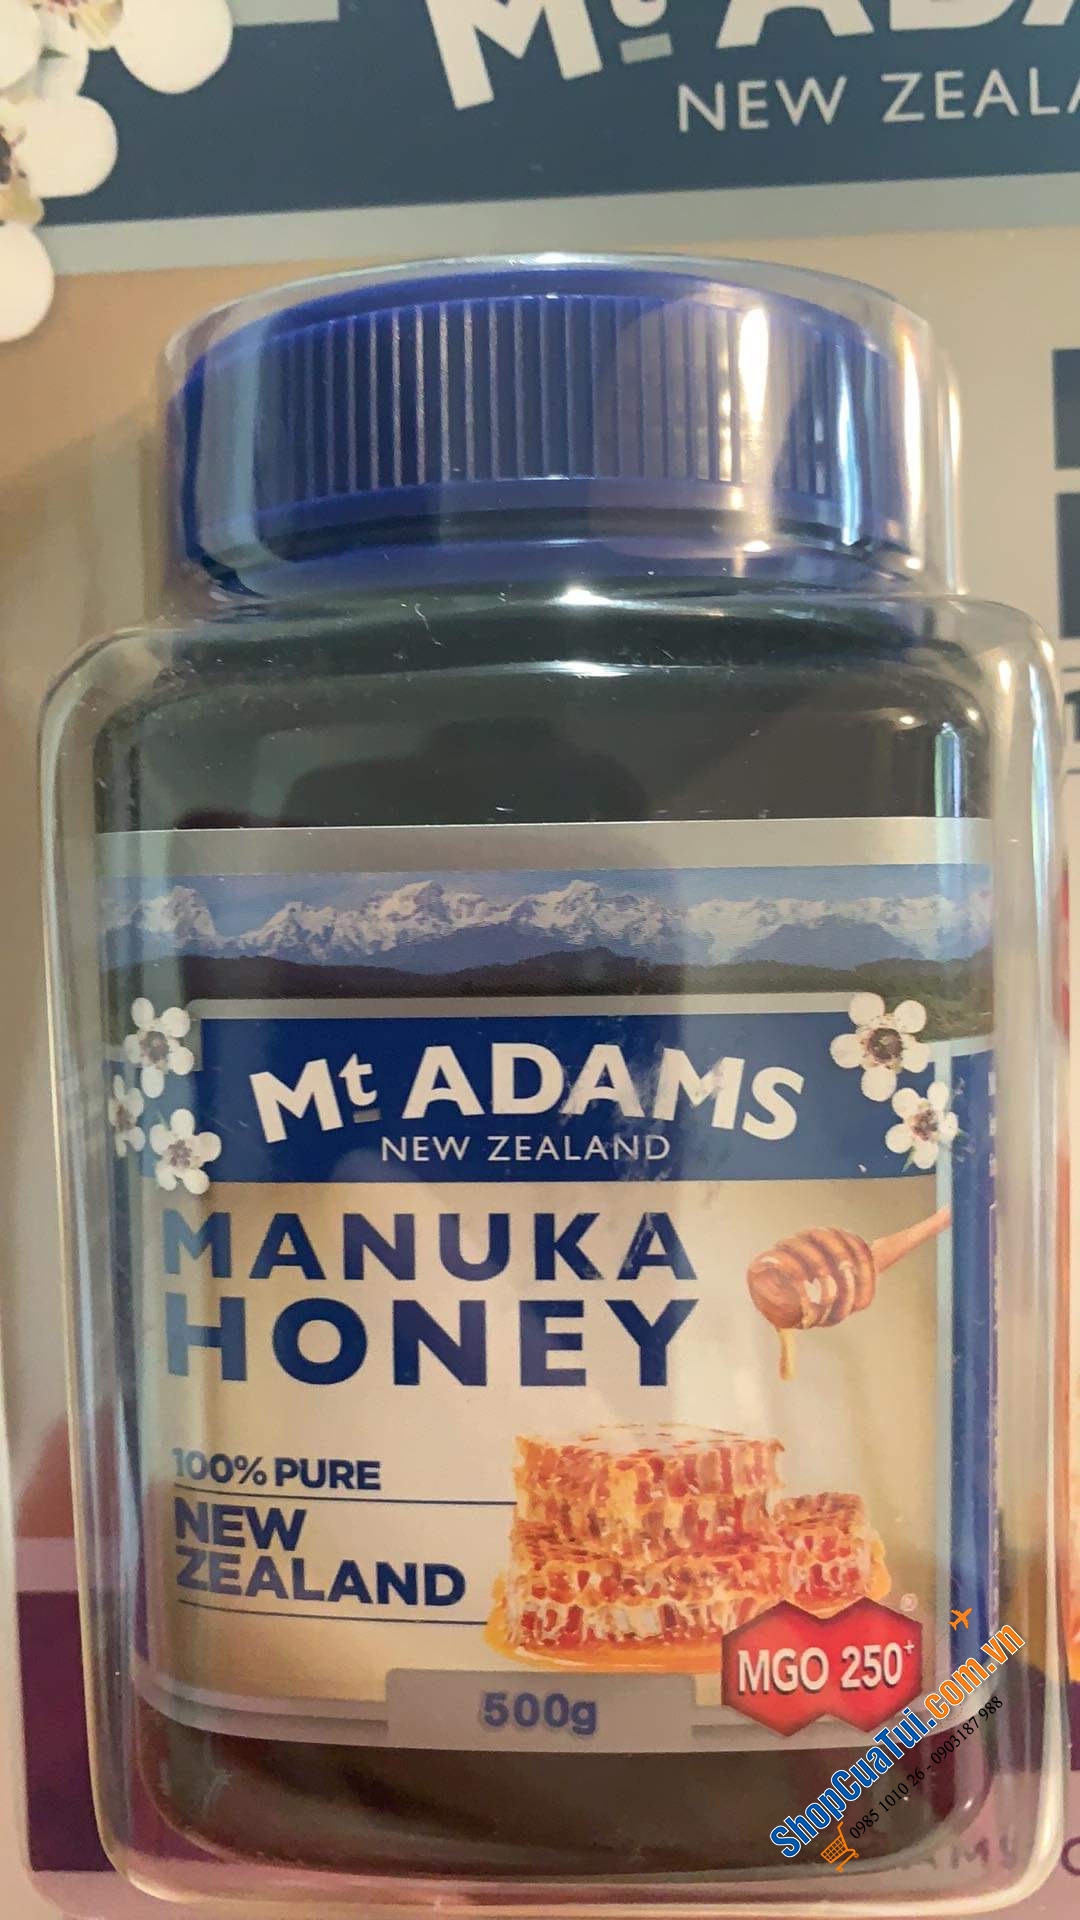 Mt ADA
NEW ZEALA
Mt ADAMS
NEW ZEALAND
MANUKA
HONEY
100% PURE
NEW
ZEALAND
MGO 250+
®
500g
ShopCuaTui.com.vn
0985 1010 26 - 0903187 988